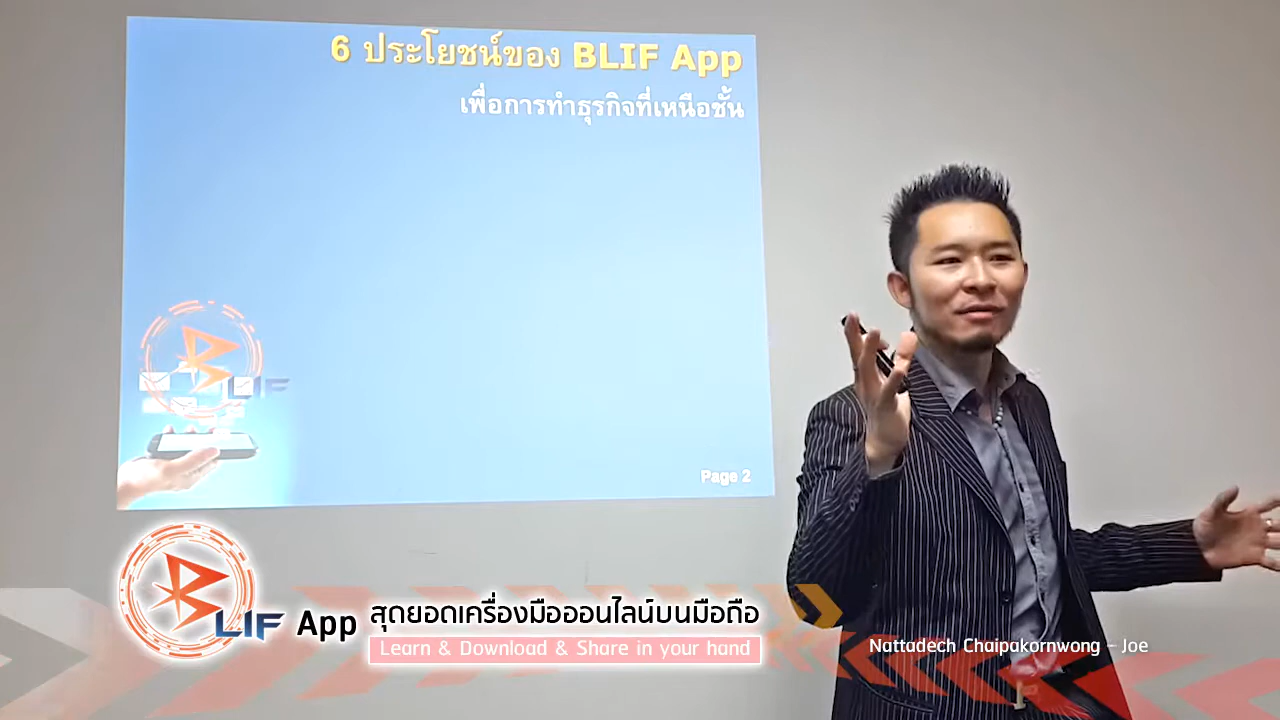 6 ประโยชน์ของ BLIF App
เพื่อการทำธุรกิจที่เหนือชั้น
BLIF
Page 2
BLIF App
สุดยอดเครื่องมือออนไลน์บนมือถือ
Learn & Download & Share in your hand
Nattadech Chaipakornwong - Joe